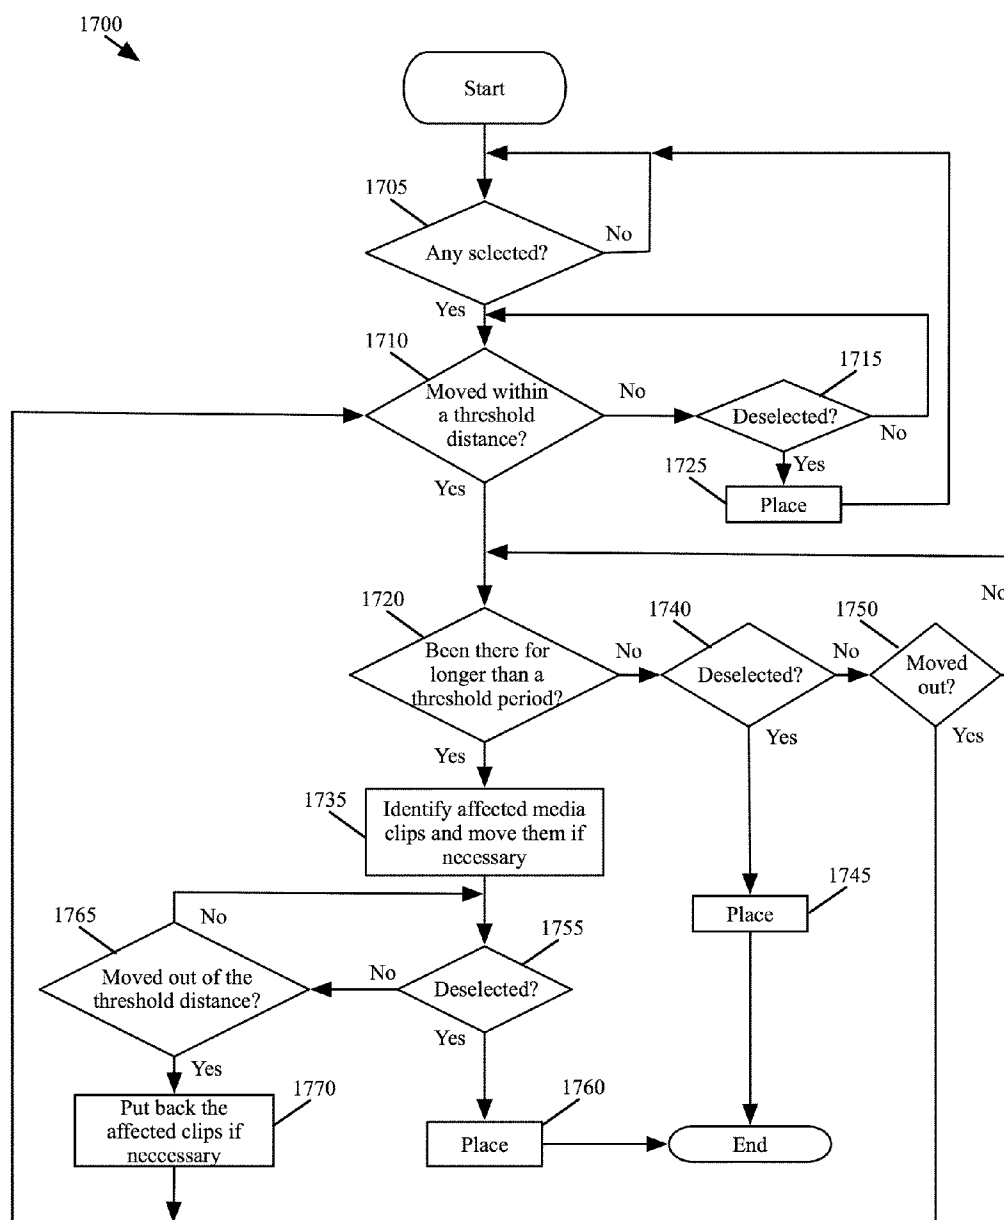 1700
Start
1705
Any selected?
No
Yes
1710
Moved within
a threshold
distance?
No
1715
Deselected?
No
Yes
Yes
1725
Place
No
1720
Been there for
longer than a
threshold period?
No
1740
Deselected?
No
1750
Moved
out?
Yes
Yes
Yes
1735
Identify affected media
clips and move them if
necessary
1745
Place
1765
No
Moved out of the
threshold distance?
No
1755
Deselected?
Yes
Yes
1770
Put back the
affected clips if
neccessary
1760
Place
End